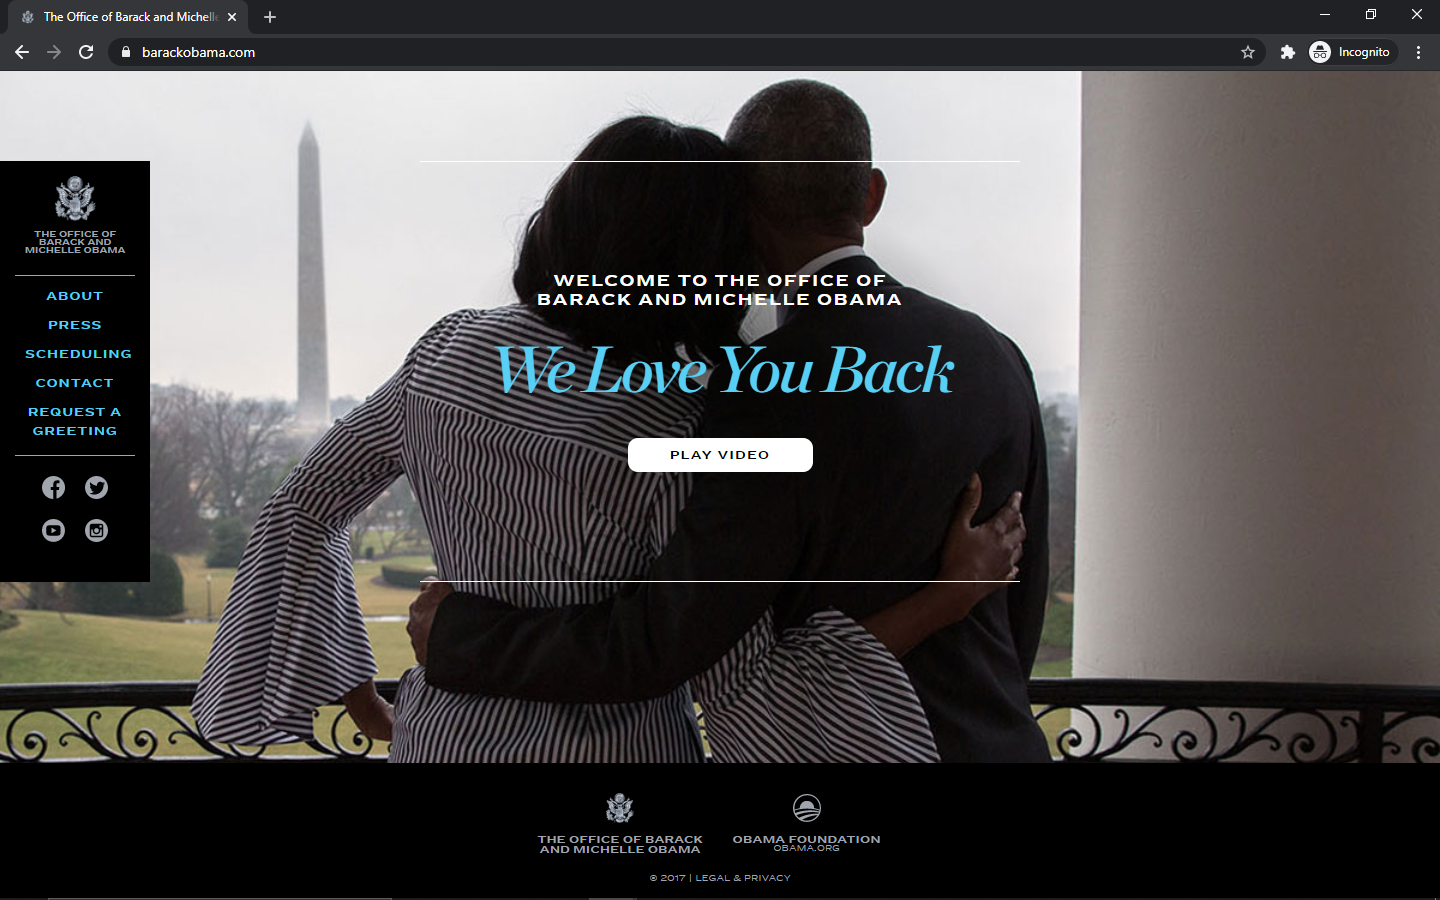 The Office of Barack and Michelle
barackobama.com
Incognito
THE OFFICE OF
BARACK AND
MICHELLE OBAMA
ABOUT
PRESS
SCHEDULING
CONTACT
REQUEST A
GREETING
WELCOME TO THE OFFICE OF
BARACK AND MICHELLE OBAMA
We Love You Back
PLAY VIDEO
THE OFFICE OF BARACK
AND MICHELLE OBAMA
OBAMA FOUNDATION
OBAMA.ORG
© 2017 | LEGAL & PRIVACY